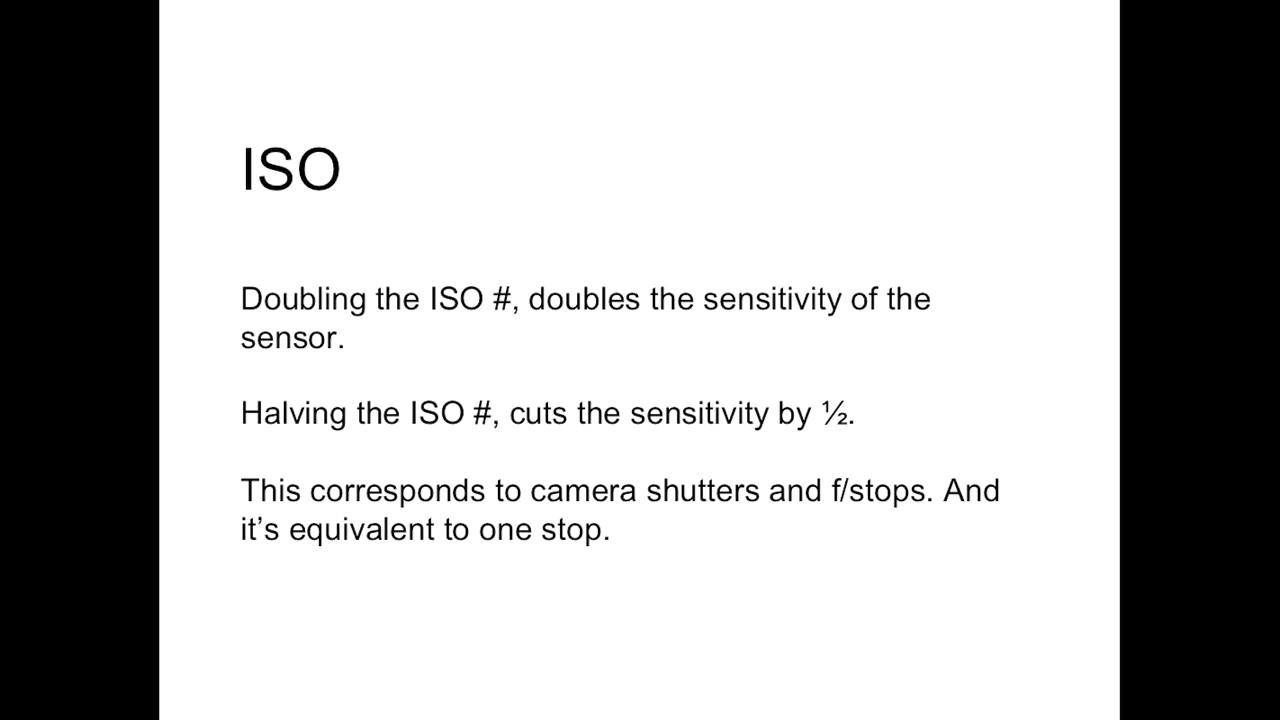 ISO
Doubling the ISO #, doubles the sensitivity of the
sensor.
Halving the ISO #, cuts the sensitivity by ½.
This corresponds to camera shutters and f/stops. And
it’s equivalent to one stop.